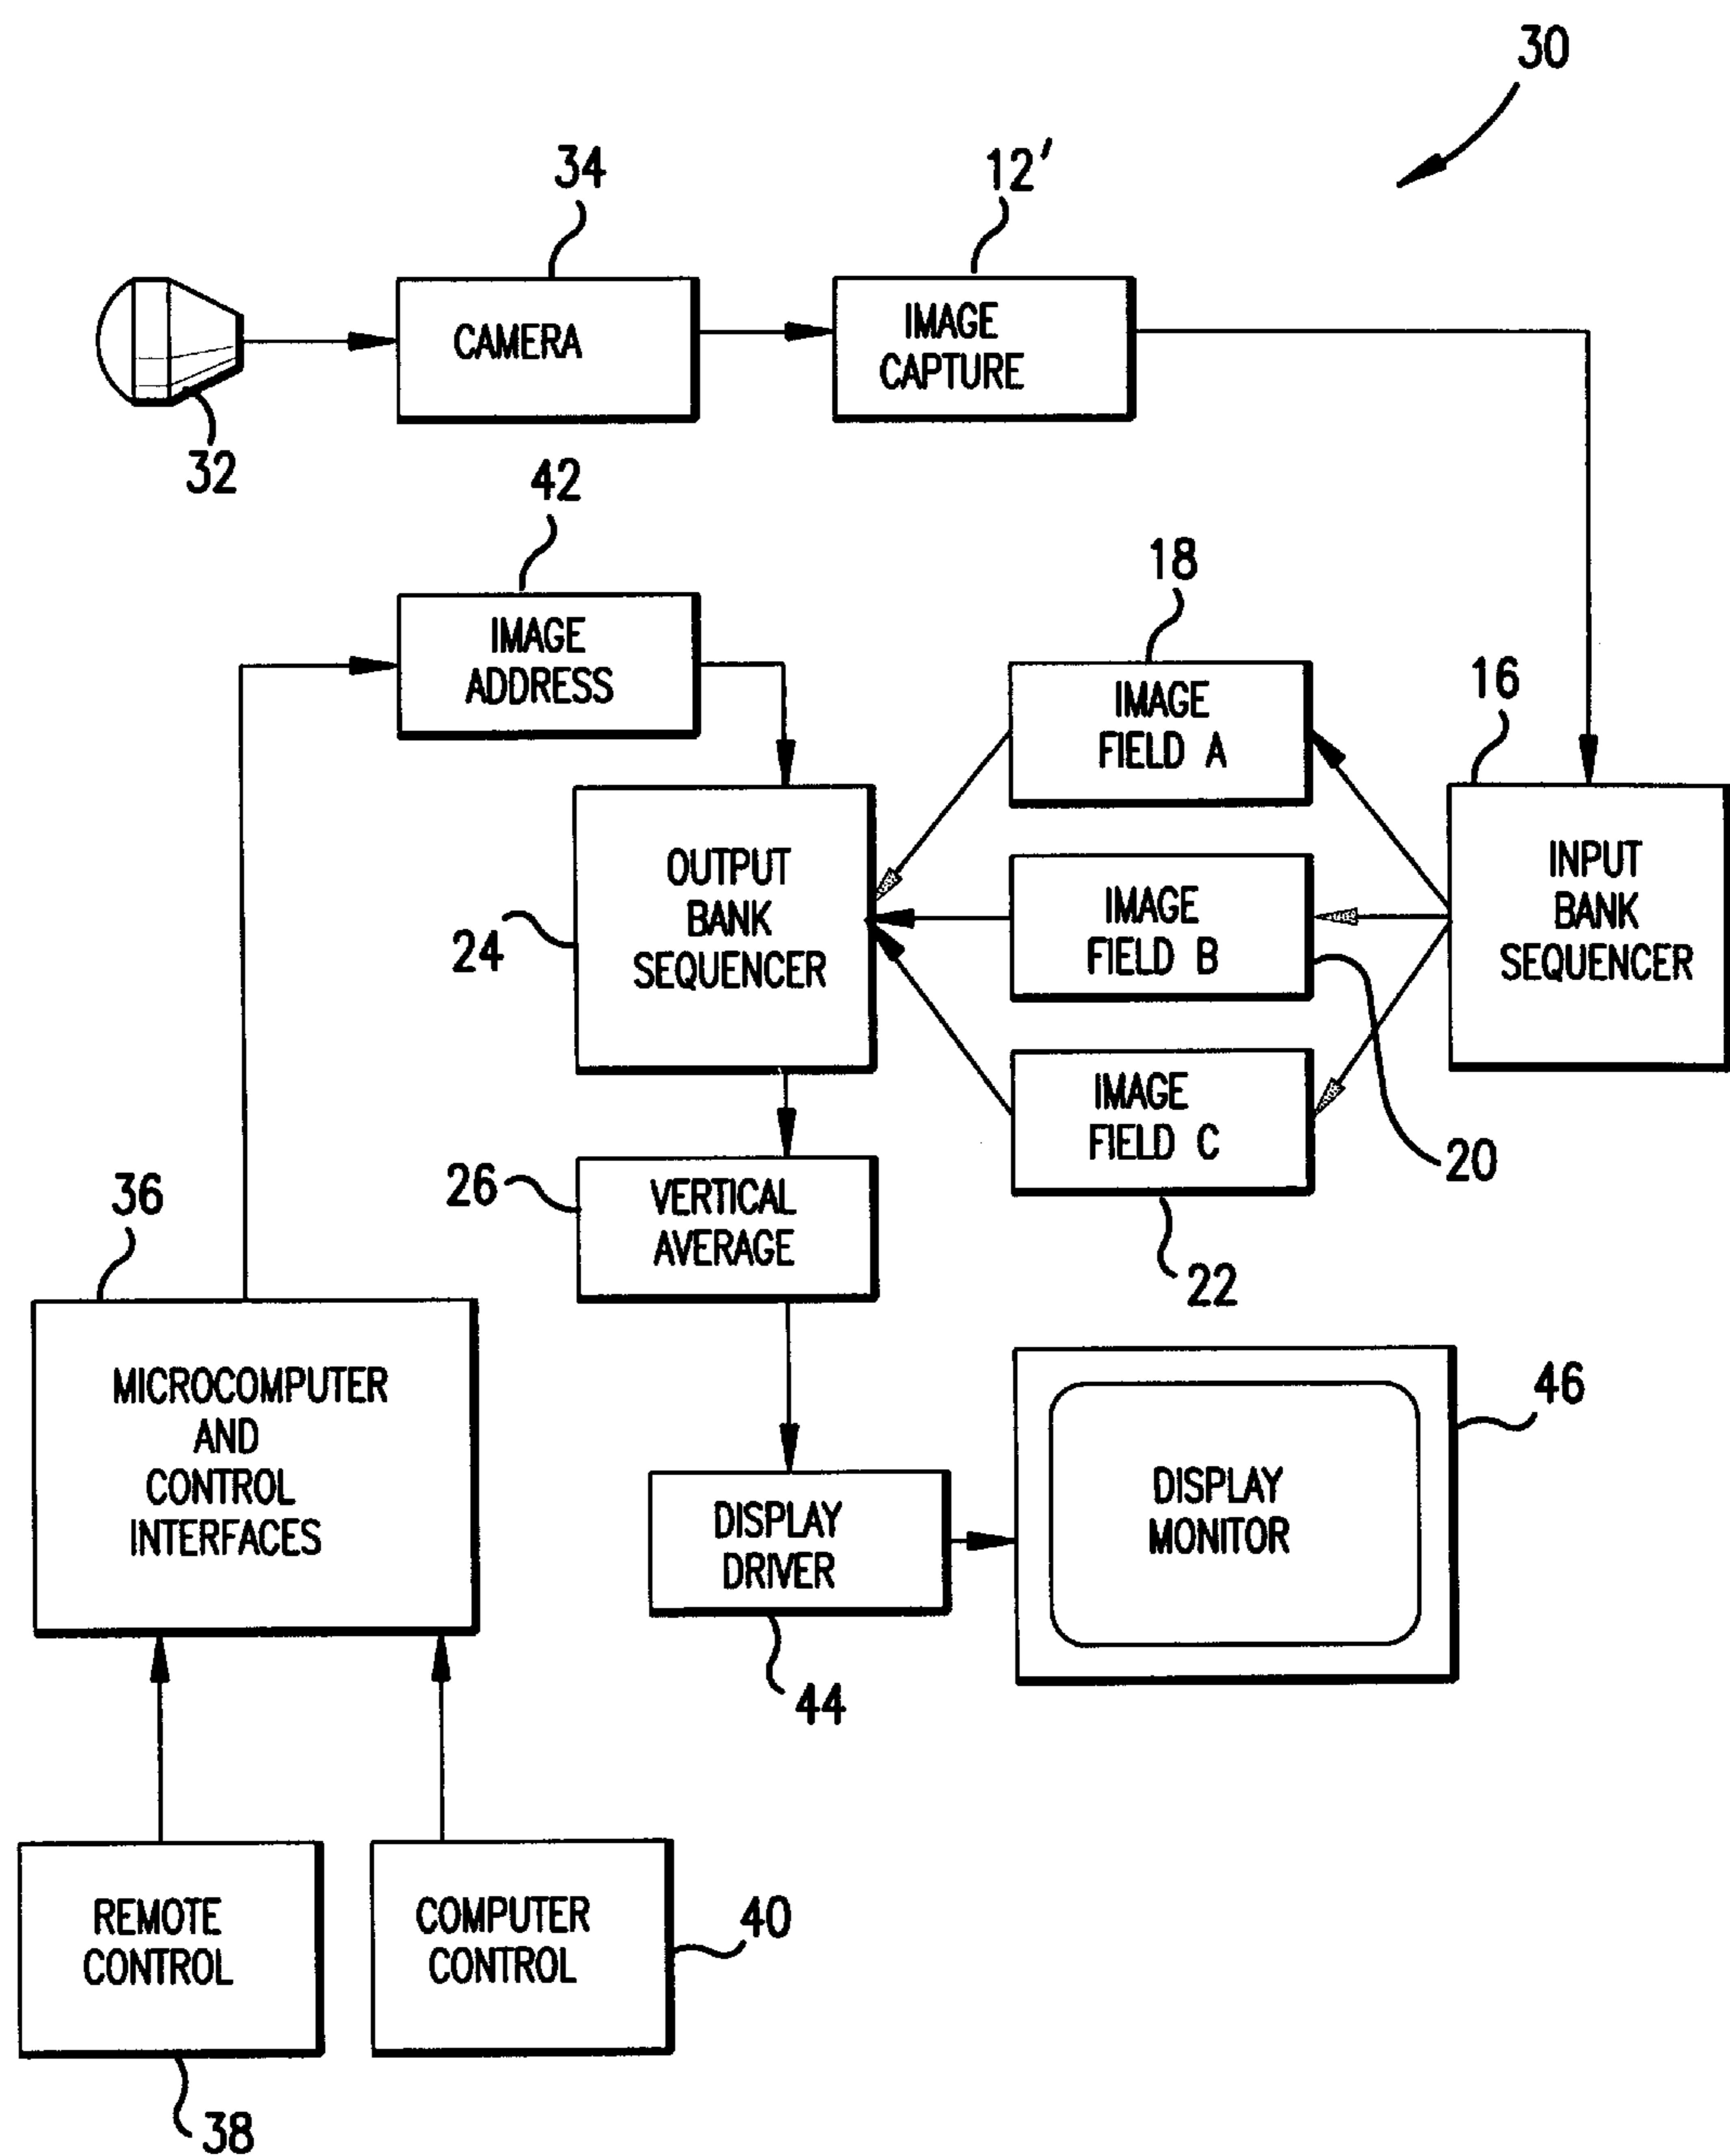 30
34
12'
CAMERA
IMAGE
CAPTURE
32
42
18
IMAGE
ADDRESS
IMAGE
FIELD A
16
OUTPUT
BANK
SEQUENCER
24
IMAGE
FIELD B
INPUT
BANK
SEQUENCER
IMAGE
FIELD C
20
26
VERTICAL
AVERAGE
22
36
MICROCOMPUTER
AND
CONTROL
INTERFACES
46
DISPLAY
MONITOR
DISPLAY
DRIVER
44
REMOTE
CONTROL
COMPUTER
CONTROL
40
38